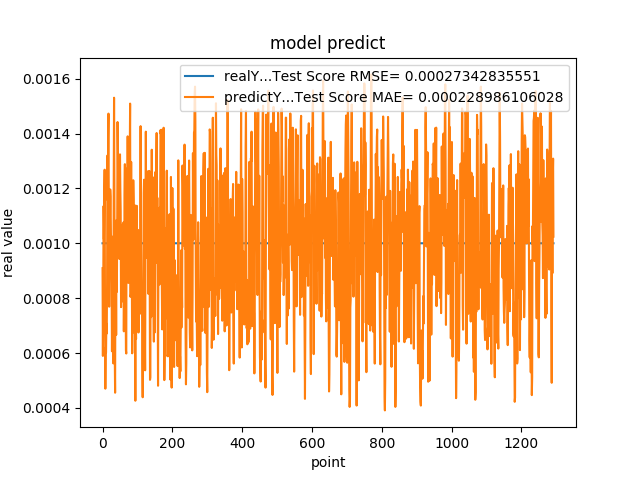 model predict
realY...Test Score RMSE= 0.00027342835551
predictY...Test Score MAE= 0.000228986106028
0.0016
0.0014
0.0012
0.0010
0.0008
0.0006
0.0004
real value
0 200 400 600 800 1000 1200
point